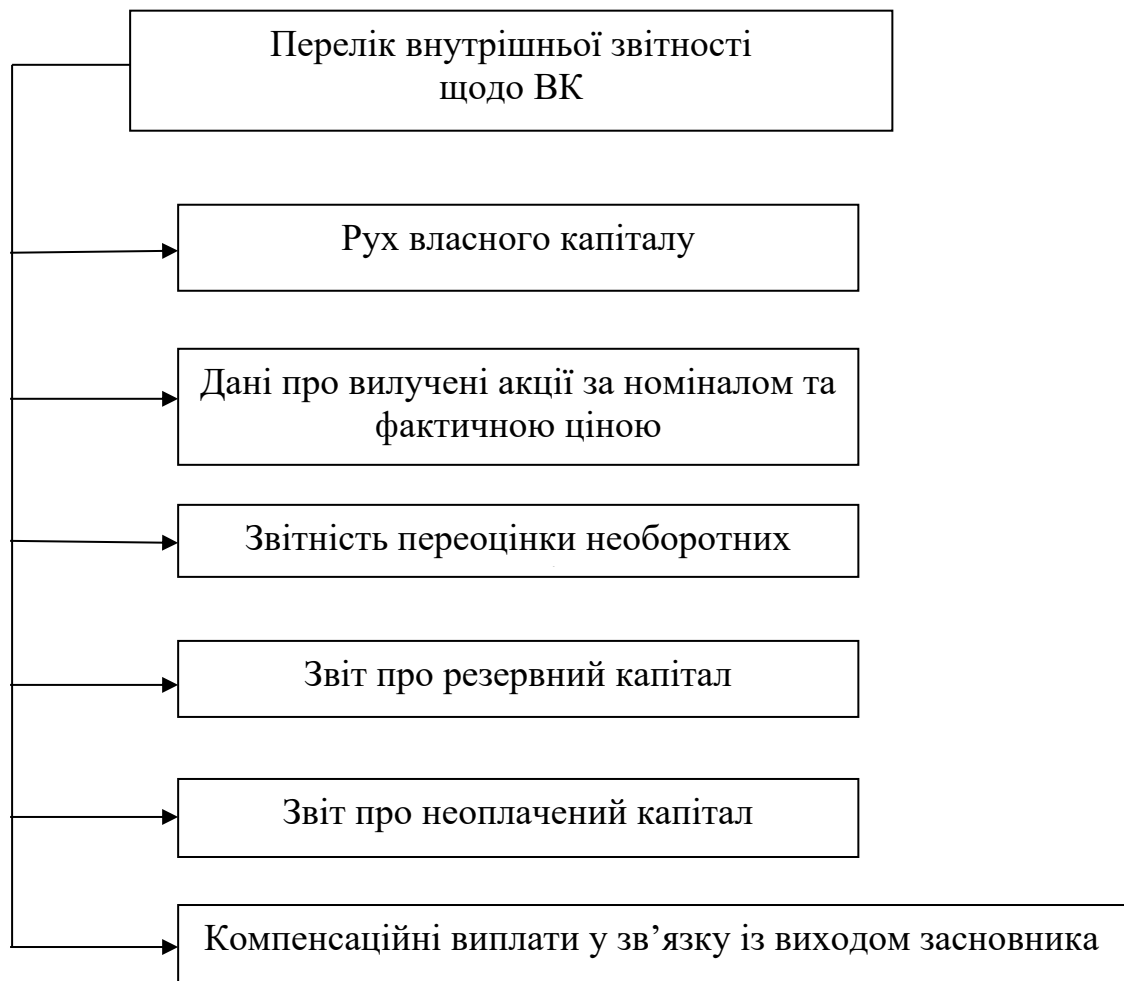 Перелік внутрішньої звітності
щодо ВК
Рух власного капіталу
Дані про вилучені акції за номіналом та
фактичною ціною
Звітність переоцінки необоротних
Звіт про резервний капітал
Звіт про неоплачений капітал
Компенсаційні виплати у зв’язку із виходом засновника